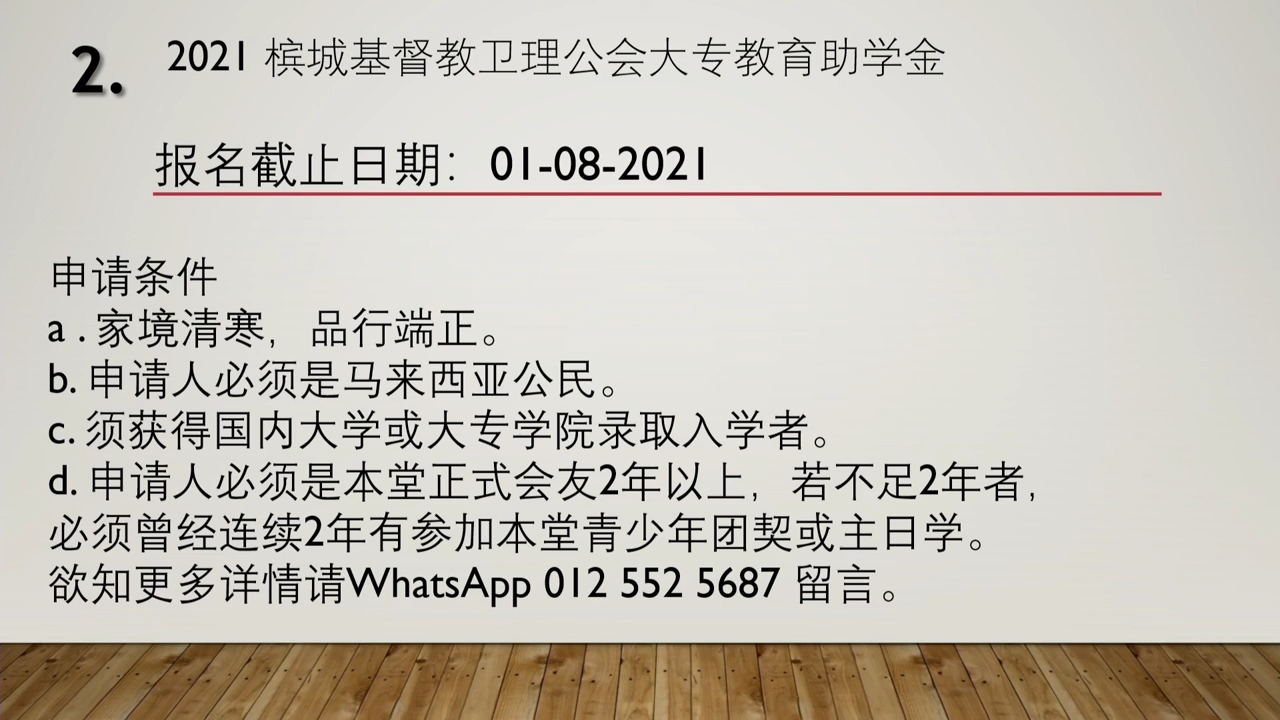 2.
2021 槟城基督教卫理公会大专教育助学金
报名截止日期：01-08-2021
申请条件
a . 家境清寒，品行端正。
b. 申请人必须是马来西亚公民。
c. 须获得国内大学或大专学院录取入学者。
d. 申请人必须是本堂正式会友2年以上，若不足2年者，
必须曾经连续2年有参加本堂青少年团契或主日学。
欲知更多详情请WhatsApp 012 552 5687 留言。